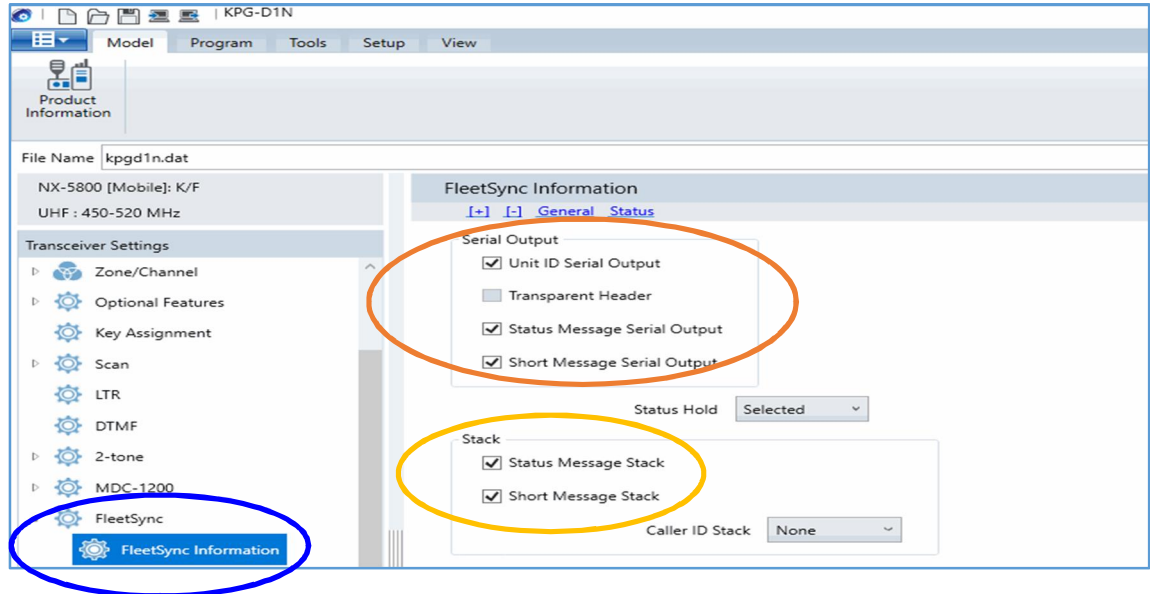 KPG-D1N
Model Program Tools Setup View
Product
Information
File Name kpgd1n.dat
NX-5800 [Mobile]: K/F
UHF : 450-520 MHz
Transceiver Settings
Zone/Channel
Optional Features
Key Assignment
Scan
LTR
DTMF
2-tone
MDC-1200
FleetSync
FleetSync Information
FleetSync Information
[+] [-] General Status
Serial Output
Unit ID Serial Output
Transparent Header
Status Message Serial Output
Short Message Serial Output
Status Hold Selected
Stack
Status Message Stack
Short Message Stack
Caller ID Stack None